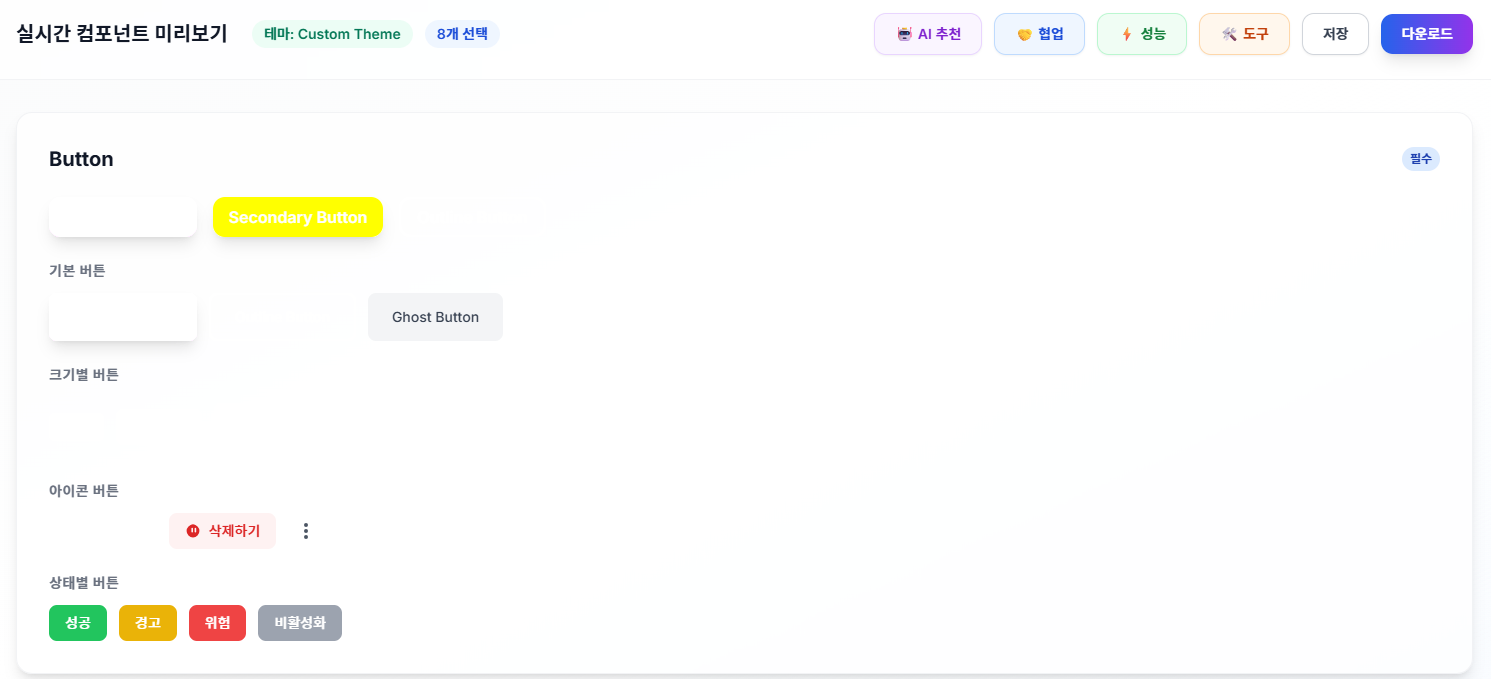 실시간 컴포넌트 미리보기 테마: Custom Theme 8개 선택 AI 추천 협업 성능 도구 저장 다운로드
Button 필수
Secondary Button
기본 버튼
Ghost Button
크기별 버튼
아이콘 버튼
삭제하기
상태별 버튼
성공 경고 위험 비활성화